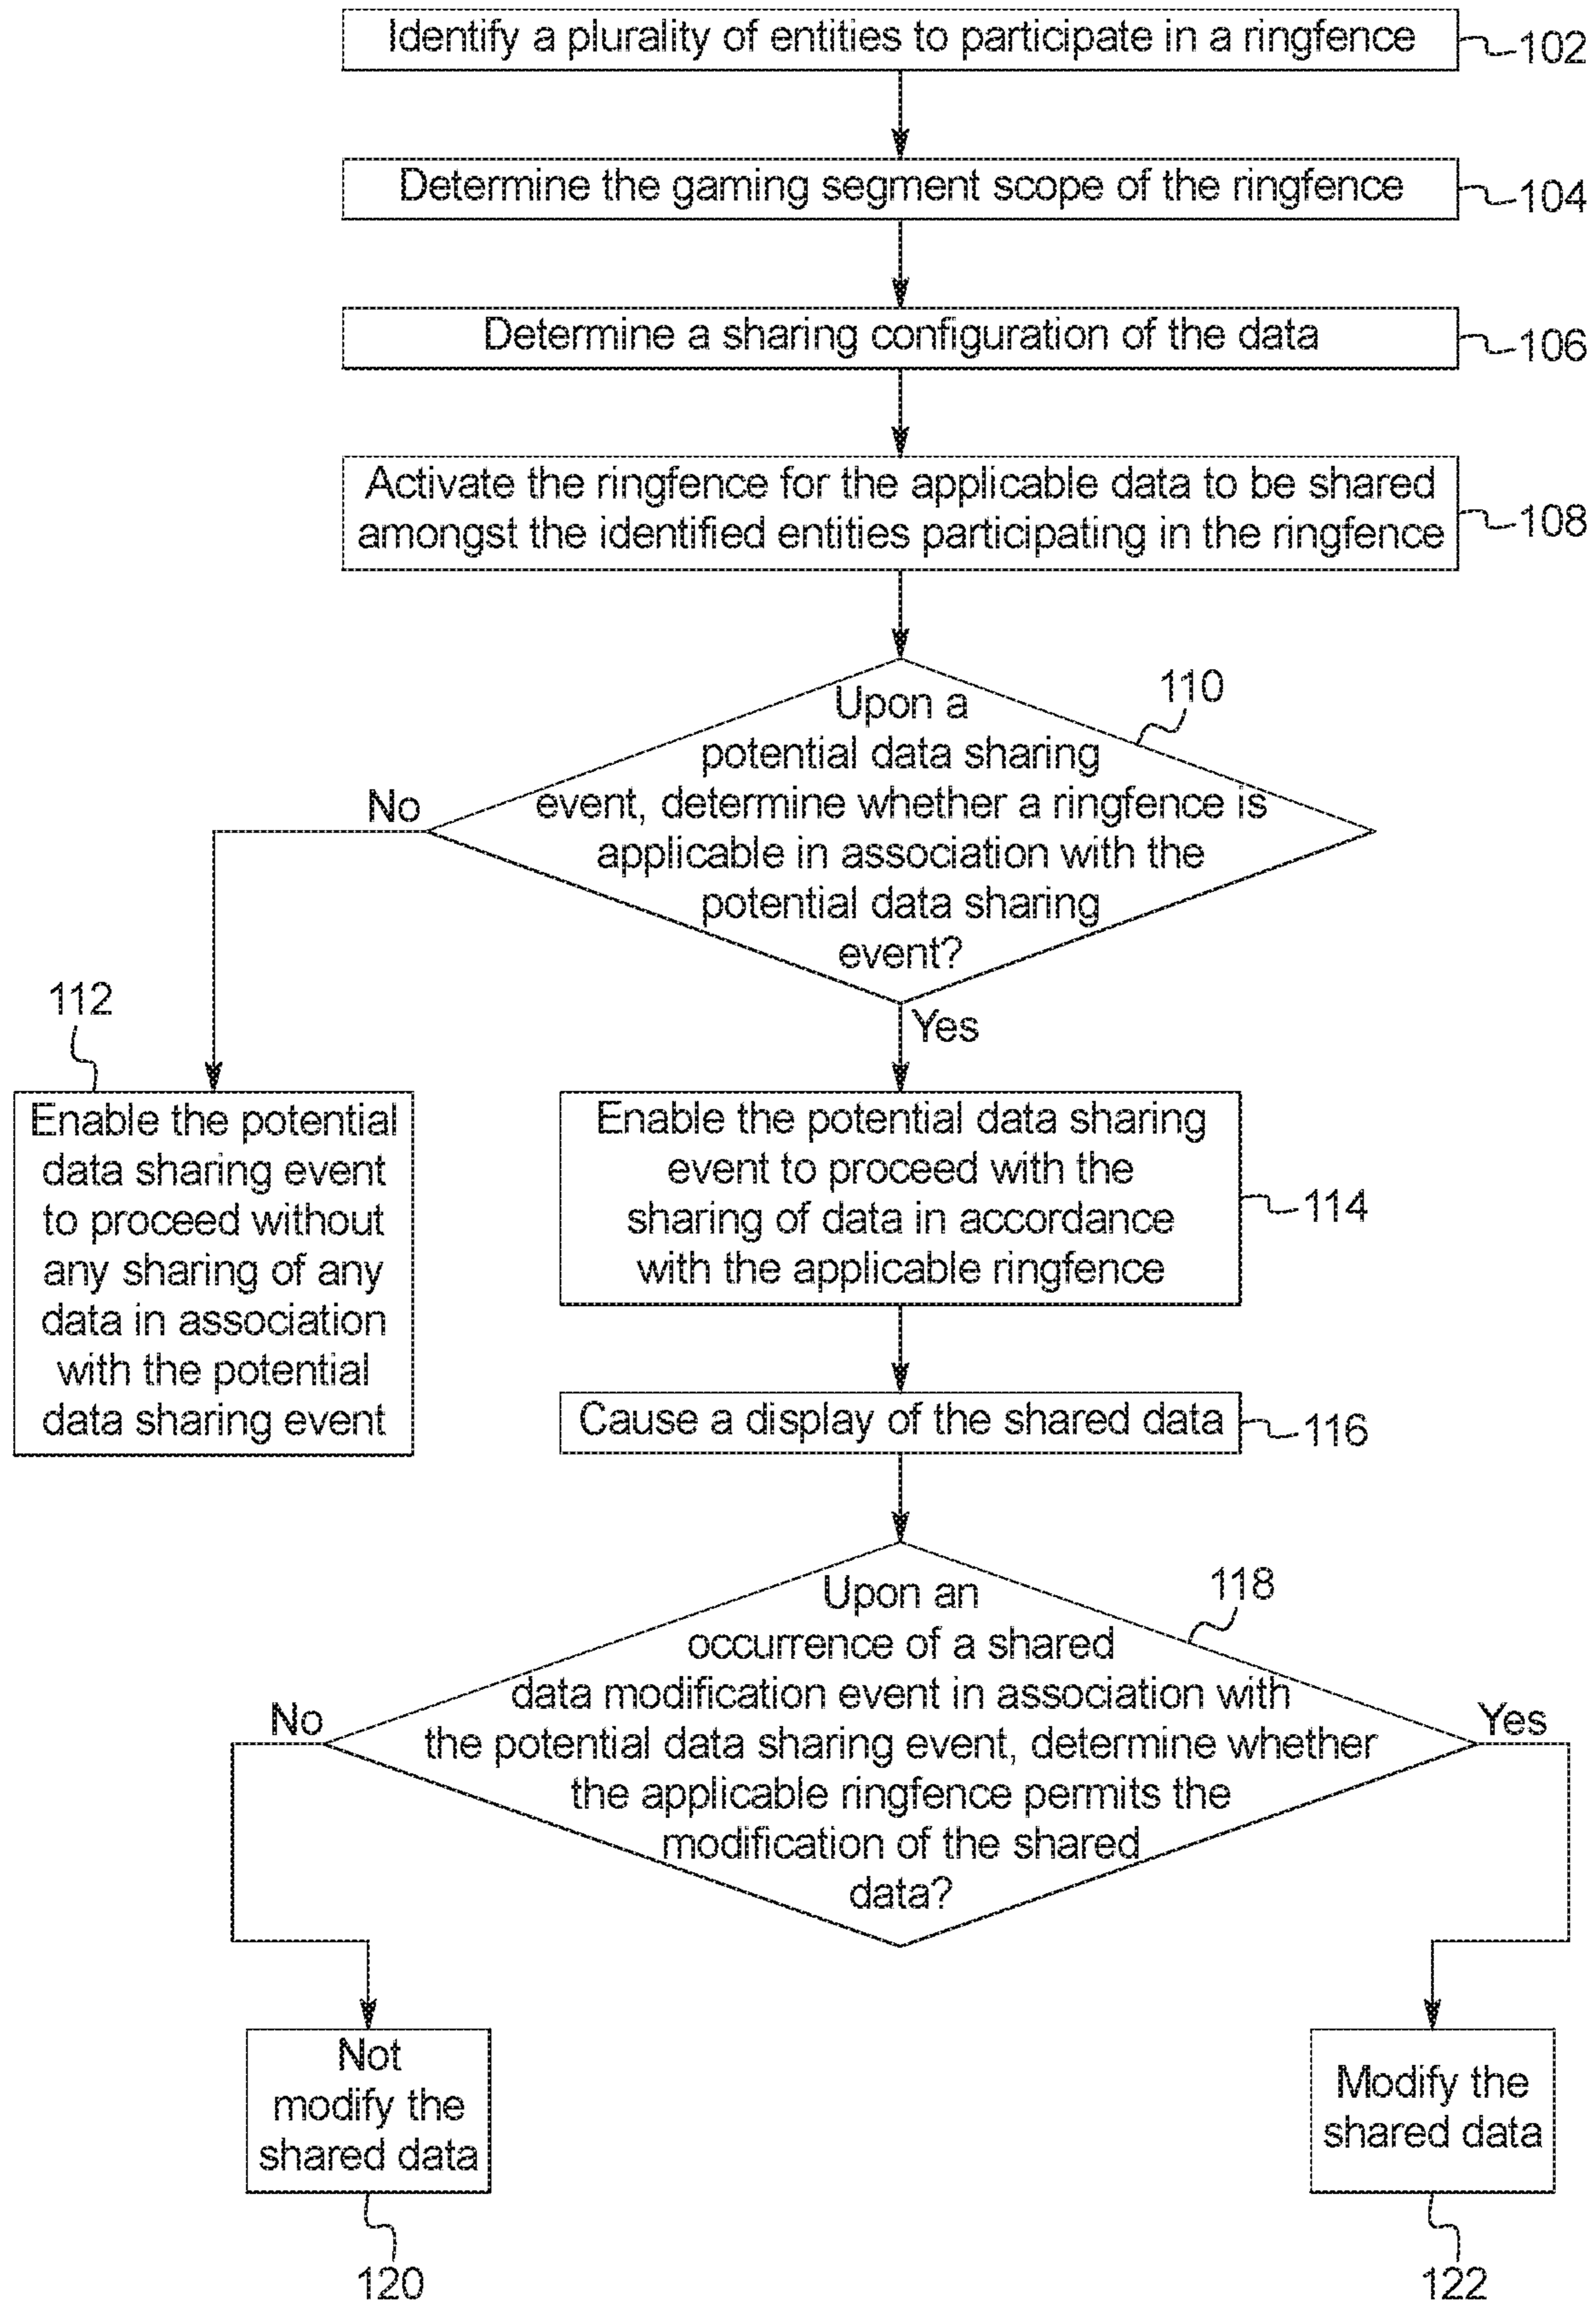 Identify a plurality of entities to participate in a ringfence
102
Determine the gaming segment scope of the ringfence
104
Determine a sharing configuration of the data
106
Activate the ringfence for the applicable data to be shared
amongst the identified entities participating in the ringfence
108
110
Upon a
potential data sharing
event, determine whether a ringfence is
applicable in association with the
potential data sharing
event?
No
Yes
112
Enable the potential
data sharing event
to proceed without
any sharing of any
data in association
with the potential
data sharing event
Enable the potential data sharing
event to proceed with the
sharing of data in accordance
with the applicable ringfence
114
Cause a display of the shared data
116
118
Upon an
occurrence of a shared
data modification event in association with
the potential data sharing event, determine whether
the applicable ringfence permits the
modification of the shared
data?
No
Yes
Not
modify the
shared data
120
Modify the
shared data
122